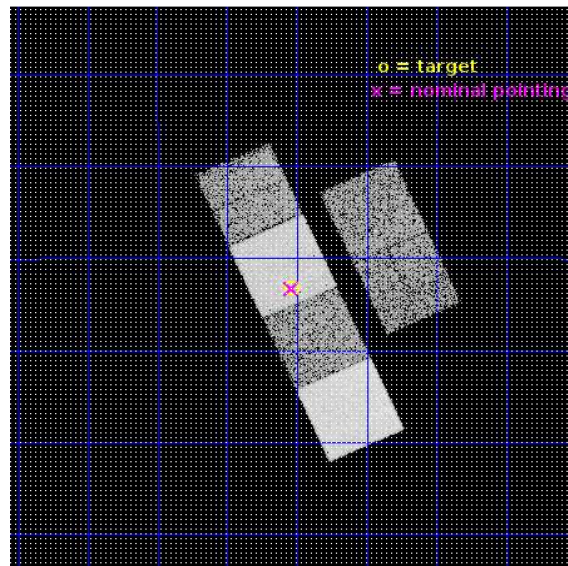 o = target
x = nominal pointing